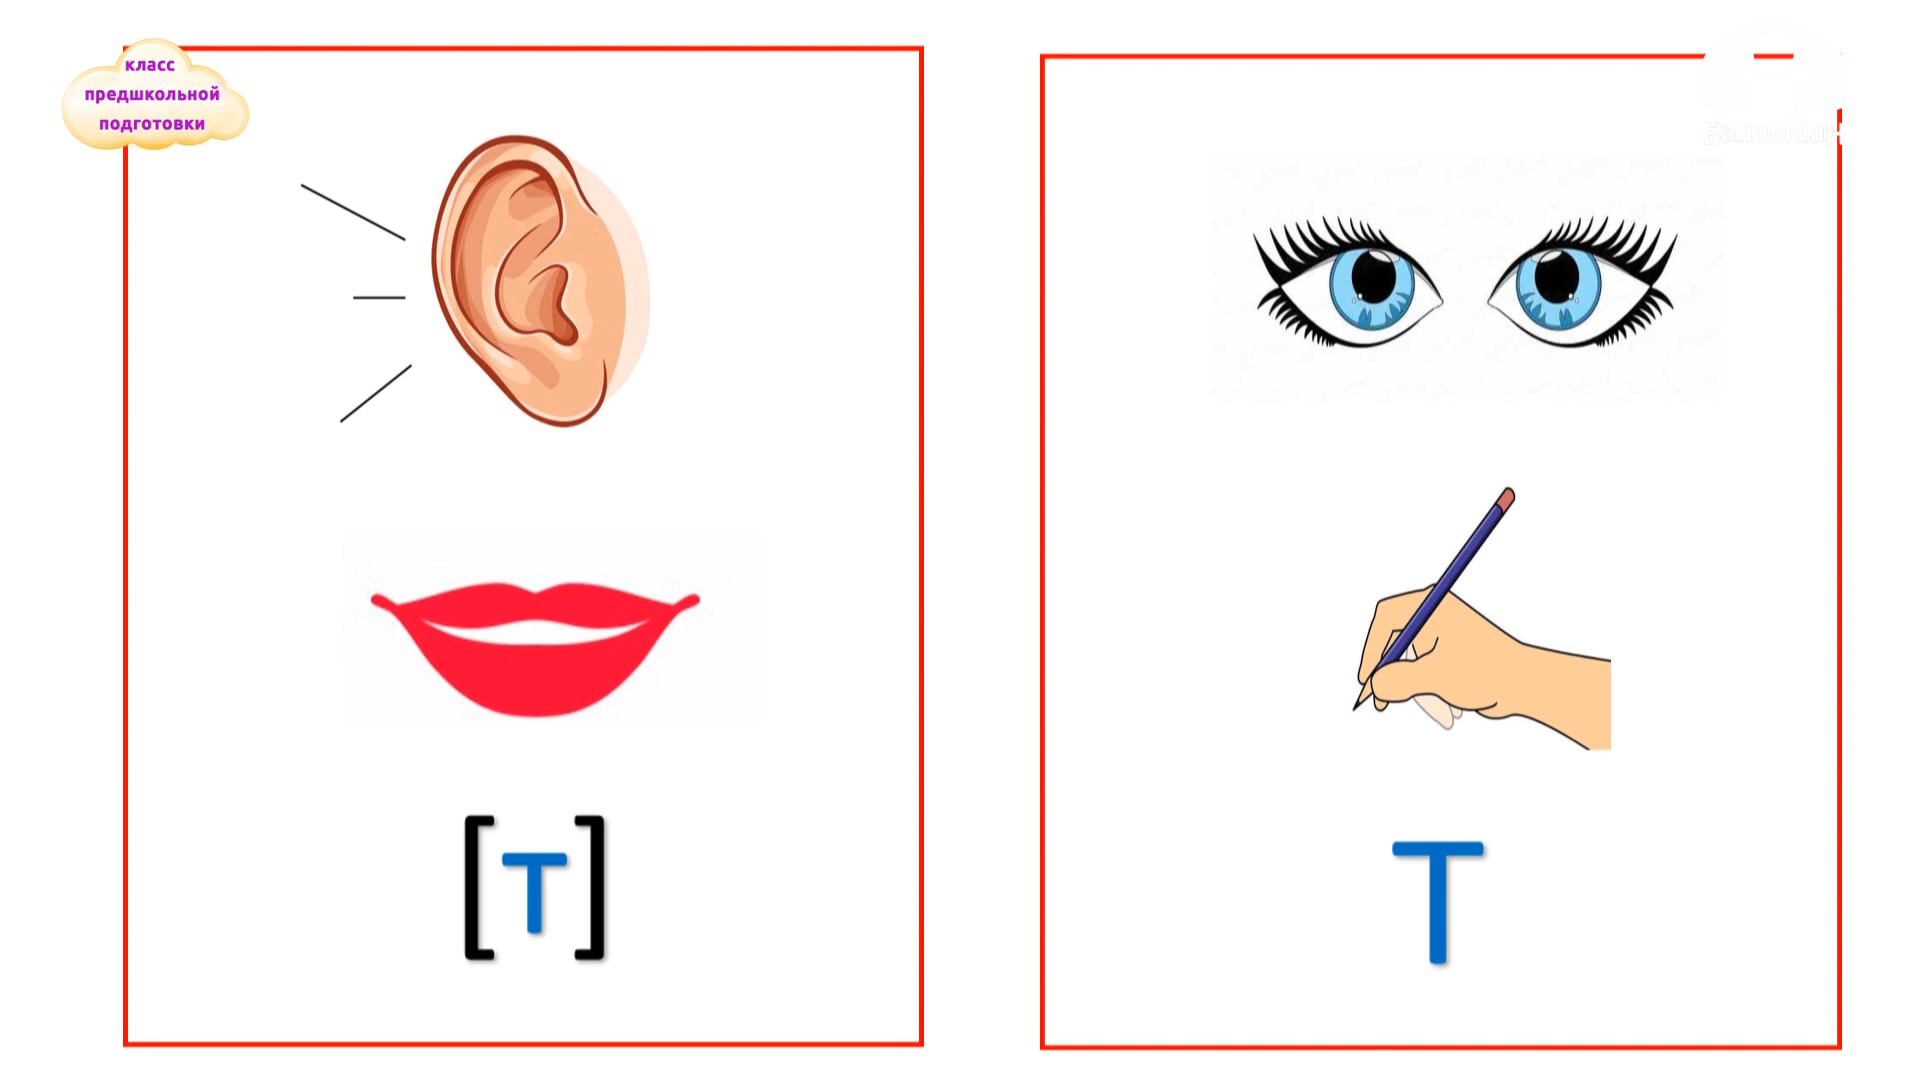 класс
предшкольной
подготовки
[т]
Т